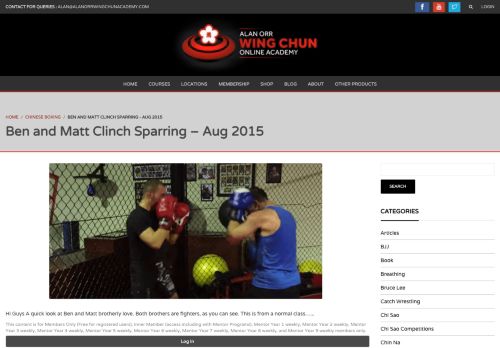 CONTACT FOR QUERIES : ALAN@ALANORRWINGCHUNACADEMY.COM
LOGIN
ALAN ORR
WING CHUN
ONLINE ACADEMY
HOME COURSES LOCATIONS MEMBERSHIP SHOP BLOG ABOUT OTHER PRODUCTS
HOME / CHINESE BOXING / BEN AND MATT CLINCH SPARRING - AUG 2015
Ben and Matt Clinch Sparring – Aug 2015
SEARCH
CATEGORIES
Articles
BJJ
Book
Breathing
Bruce Lee
Catch Wrestling
Chi Sao
Chi Sao Competitions
Chin Na
Hi Guys A quick look at Ben and Matt brotherly love. Both brothers are fighters, as you can see. This is from a normal class…..
This content is for Members Only (Free for registered users), Inner Member (access including with Mentor Program), Mentor Year 1 weekly, Mentor Year 2 weekly, Mentor
Year 3 weekly, Mentor Year 4 weekly, Mentor Year 5 weekly, Mentor Year 6 weekly, Mentor Year 7 weekly, Mentor Year 8 weekly, and Mentor Year 9 weekly members only.
Log In